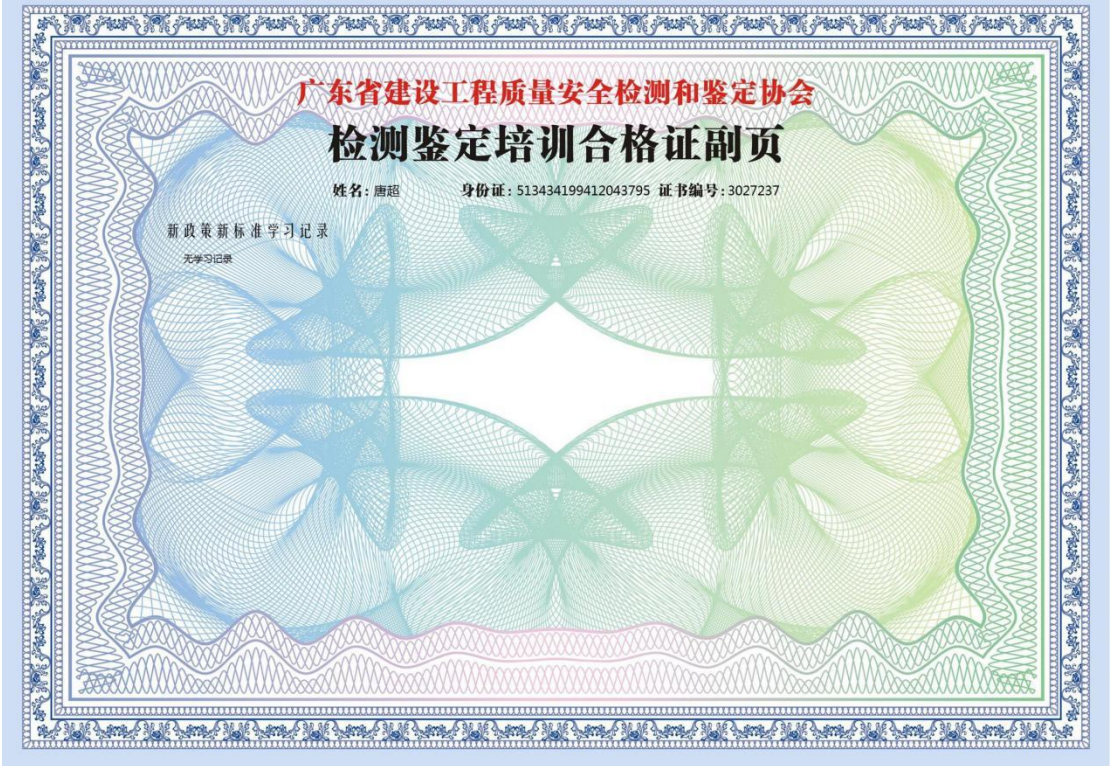 广东省建设工程质量安全检测和鉴定协会
检测鉴定培训合格证副页
姓名: 唐超 身份证: 513434199412043795 证书编号: 3027237
新政策新标准学习记录
无学习记录